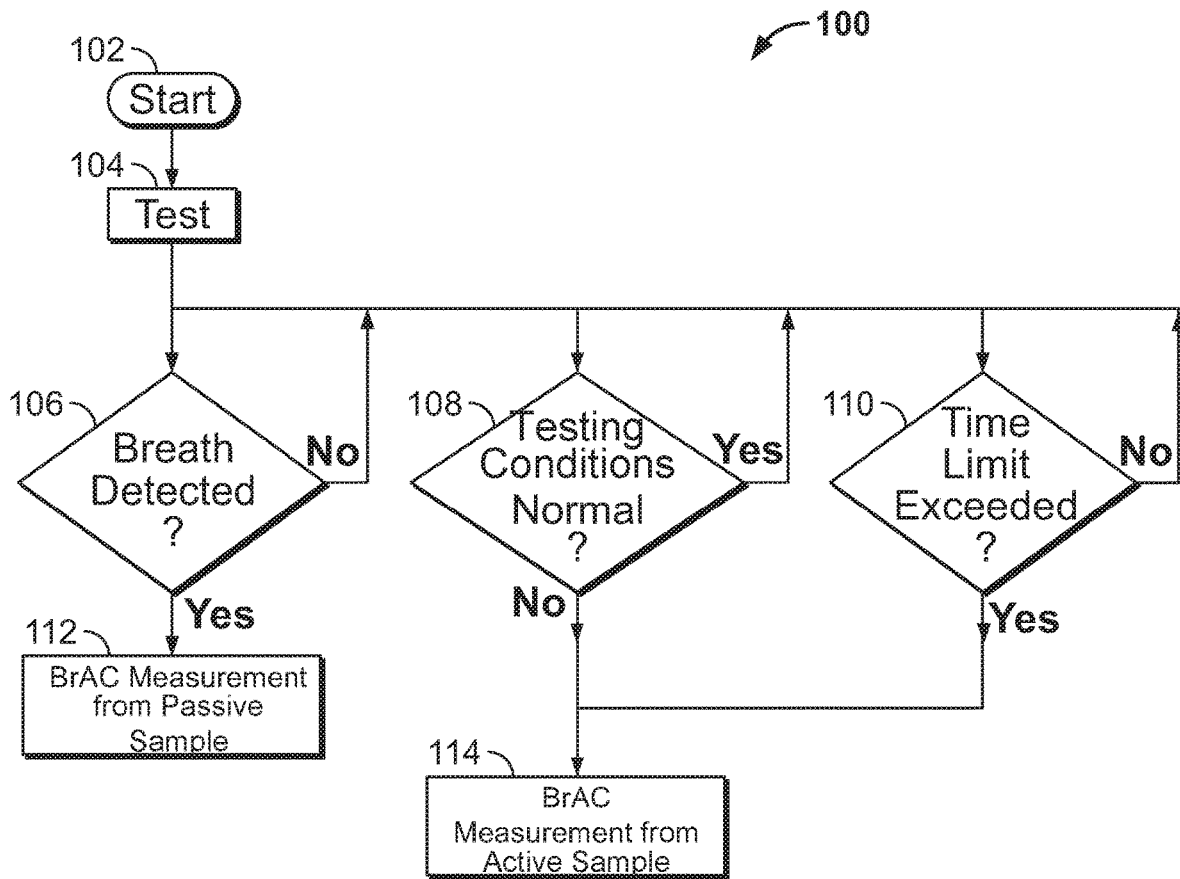 100
102
Start
104
Test
106
Breath
Detected
?
No
Yes
108
Testing
Conditions
Normal
?
Yes
No
110
Time
Limit
Exceeded
?
No
Yes
112
BrAC Measurement
from Passive
Sample
114
BrAC
Measurement from
Active Sample